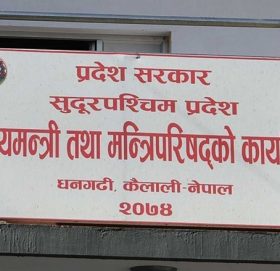 प्रदेश सरकार
सुदूरपश्चिम प्रदेश
तथा मन्त्रिपरिषद्को
धनगढी, कैलाली-नेपाल
२०७४